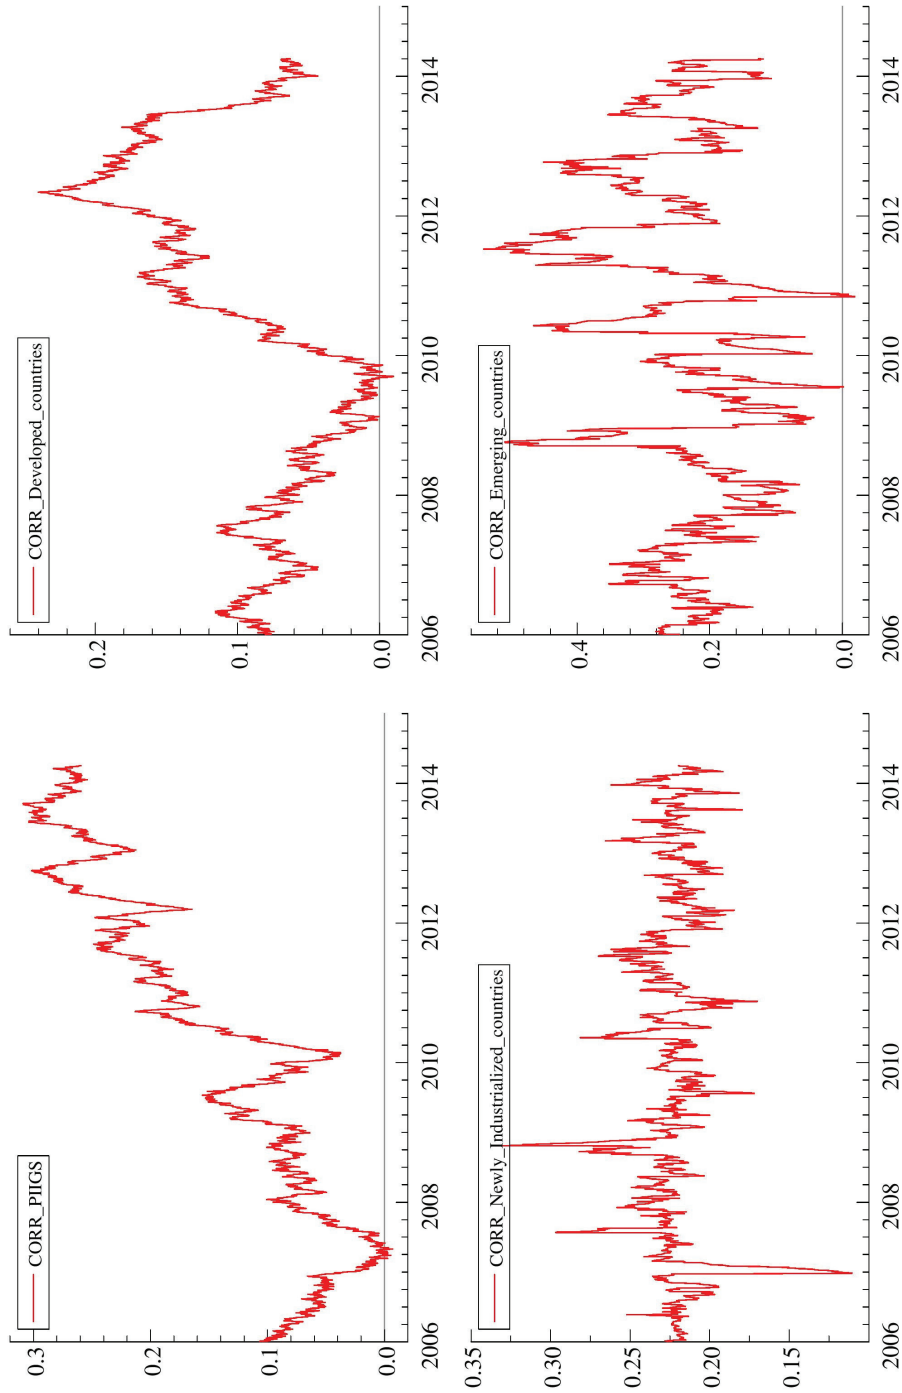 CORR_PIIGS
0.3
0.2
0.1
0.0
2006 2008 2010 2012 2014
CORR_Developed_countries
0.2
0.1
0.0
2006 2008 2010 2012 2014
CORR_Newly_Industrialized_countries
0.35
0.30
0.25
0.20
0.15
2006 2008 2010 2012 2014
CORR_Emerging_countries
0.4
0.2
0.0
2006 2008 2010 2012 2014